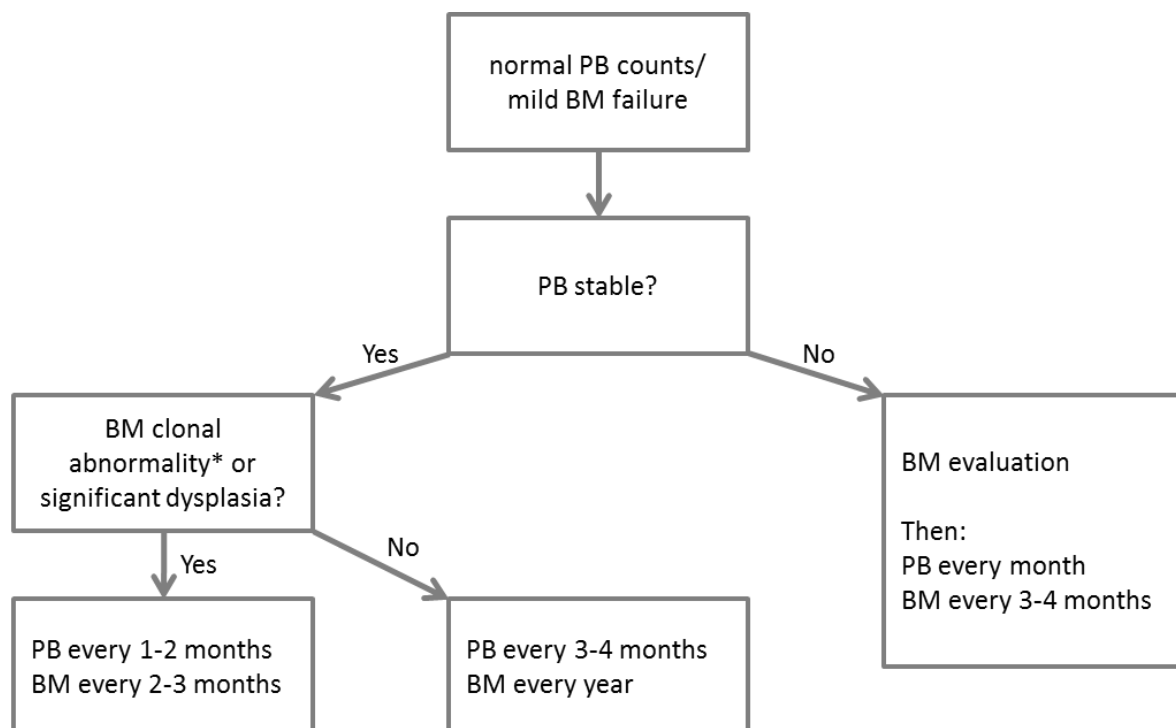 normal PB counts/
mild BM failure
PB stable?
Yes
No
BM clonal
abnormality* or
significant dysplasia?
BM evaluation
Then:
PB every month
BM every 3-4 months
Yes
No
PB every 1-2 months
BM every 2-3 months
PB every 3-4 months
BM every year